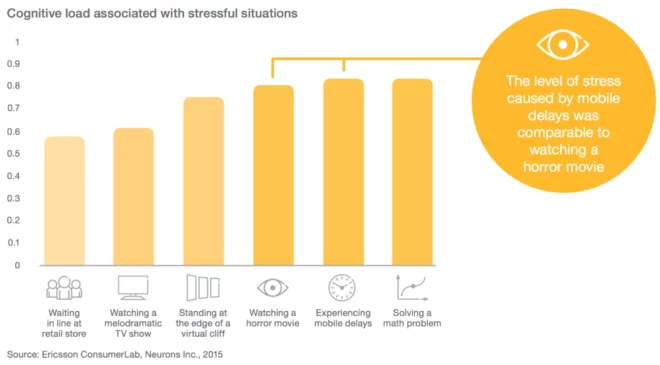 Cognitive load associated with stressful situations
1
0.9
0.8
0.7
0.6
0.5
0.4
0.3
0.2
0.1
0
The level of stress
caused by mobile
delays was
comparable to
watching a
horror movie
Waiting
in line at
retail store
Watching a
melodramatic
TV show
Standing at
the edge of a
virtual cliff
Watching a
horror movie
Experiencing
mobile delays
Solving a
math problem
Source: Ericsson ConsumerLab, Neurons Inc., 2015